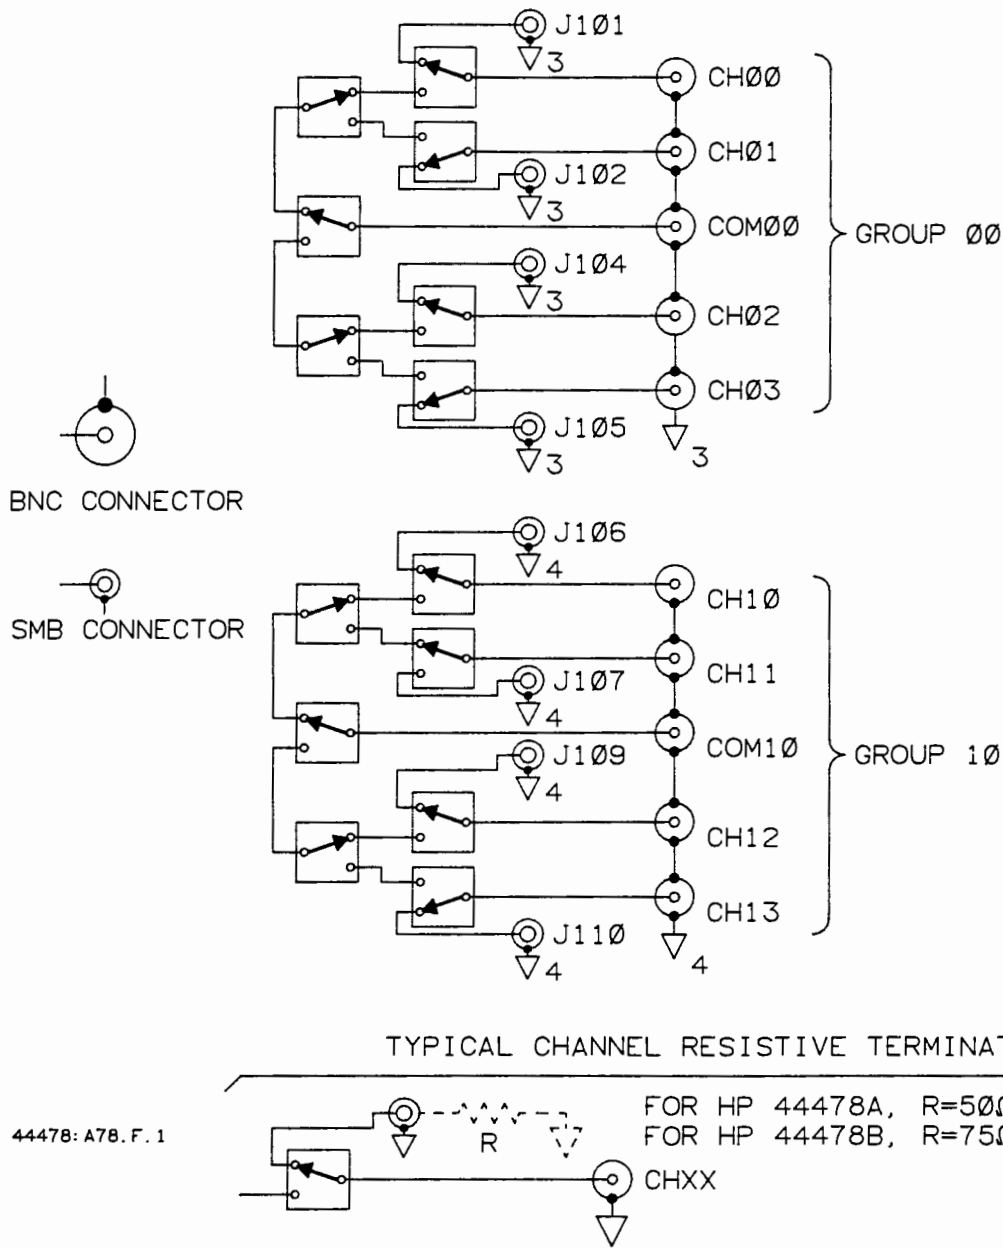 J1Ø1
3
CHØØ
CHØ1
J1Ø2
3
COMØØ
GROUP ØØ
J1Ø4
3
CHØ2
CHØ3
J1Ø5
3
3
BNC CONNECTOR
J1Ø6
4
CH1Ø
SMB CONNECTOR
CH11
J1Ø7
4
COM1Ø
GROUP 1Ø
J1Ø9
4
CH12
CH13
J11Ø
4
4
TYPICAL CHANNEL RESISTIVE TERMINAT
FOR HP 44478A, R=5ØΩ
FOR HP 44478B, R=75Ω
R
44478:A78.F.1
CHXX